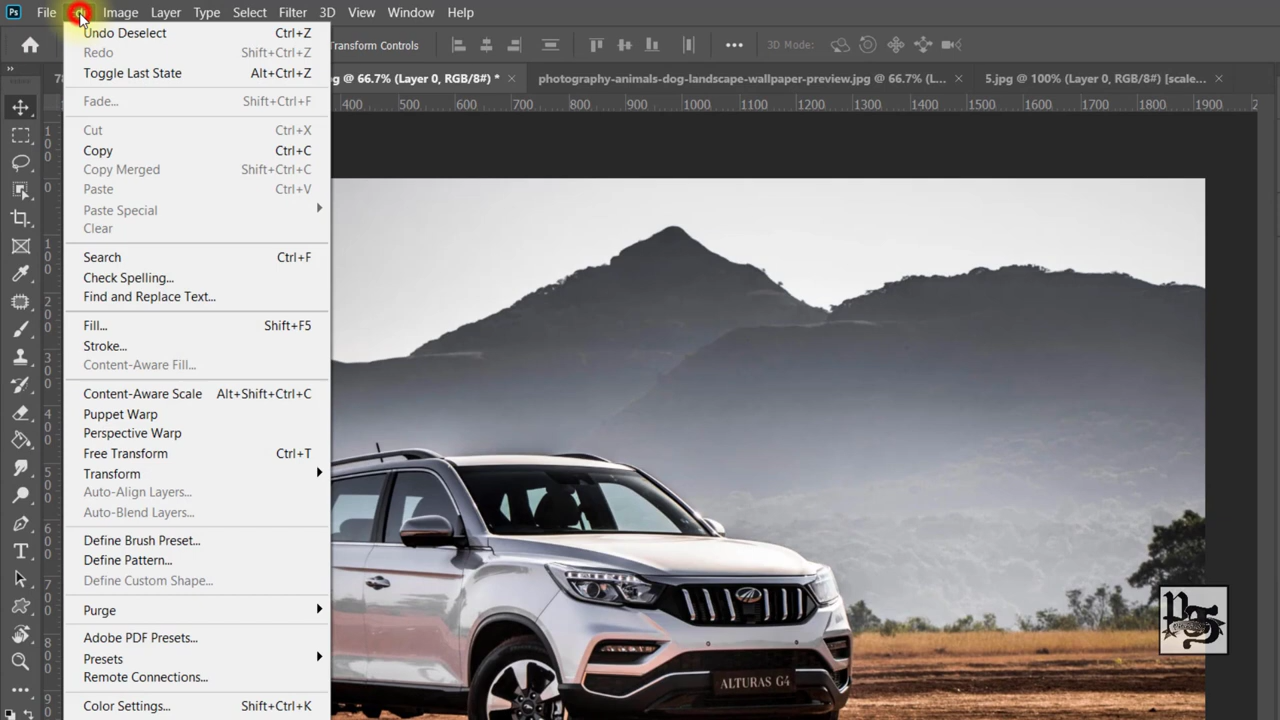 Ps File Image Layer Type Select Filter 3D View Window Help
Transform Controls 3D Mode:
g @ 66.7% (Layer 0, RGB/8#) * × photography-animals-dog-landscape-wallpaper-preview.jpg @ 66.7% (L... × 5.jpg @ 100% (Layer 0, RGB/8#) [scale... ×
400 500 600 700 800 900 1000 1100 1200 1300 1400 1500 1600 1700 1800 1900
Undo Deselect Ctrl+Z
Redo Shift+Ctrl+Z
Toggle Last State Alt+Ctrl+Z
Fade... Shift+Ctrl+F
Cut Ctrl+X
Copy Ctrl+C
Copy Merged Shift+Ctrl+C
Paste Ctrl+V
Paste Special
Clear
Search Ctrl+F
Check Spelling...
Find and Replace Text...
Fill... Shift+F5
Stroke...
Content-Aware Fill...
Content-Aware Scale Alt+Shift+Ctrl+C
Puppet Warp
Perspective Warp
Free Transform Ctrl+T
Transform
Auto-Align Layers...
Auto-Blend Layers...
Define Brush Preset...
Define Pattern...
Define Custom Shape...
Purge
Adobe PDF Presets...
Presets
Remote Connections...
Color Settings... Shift+Ctrl+K
ALTURAS G4
PS